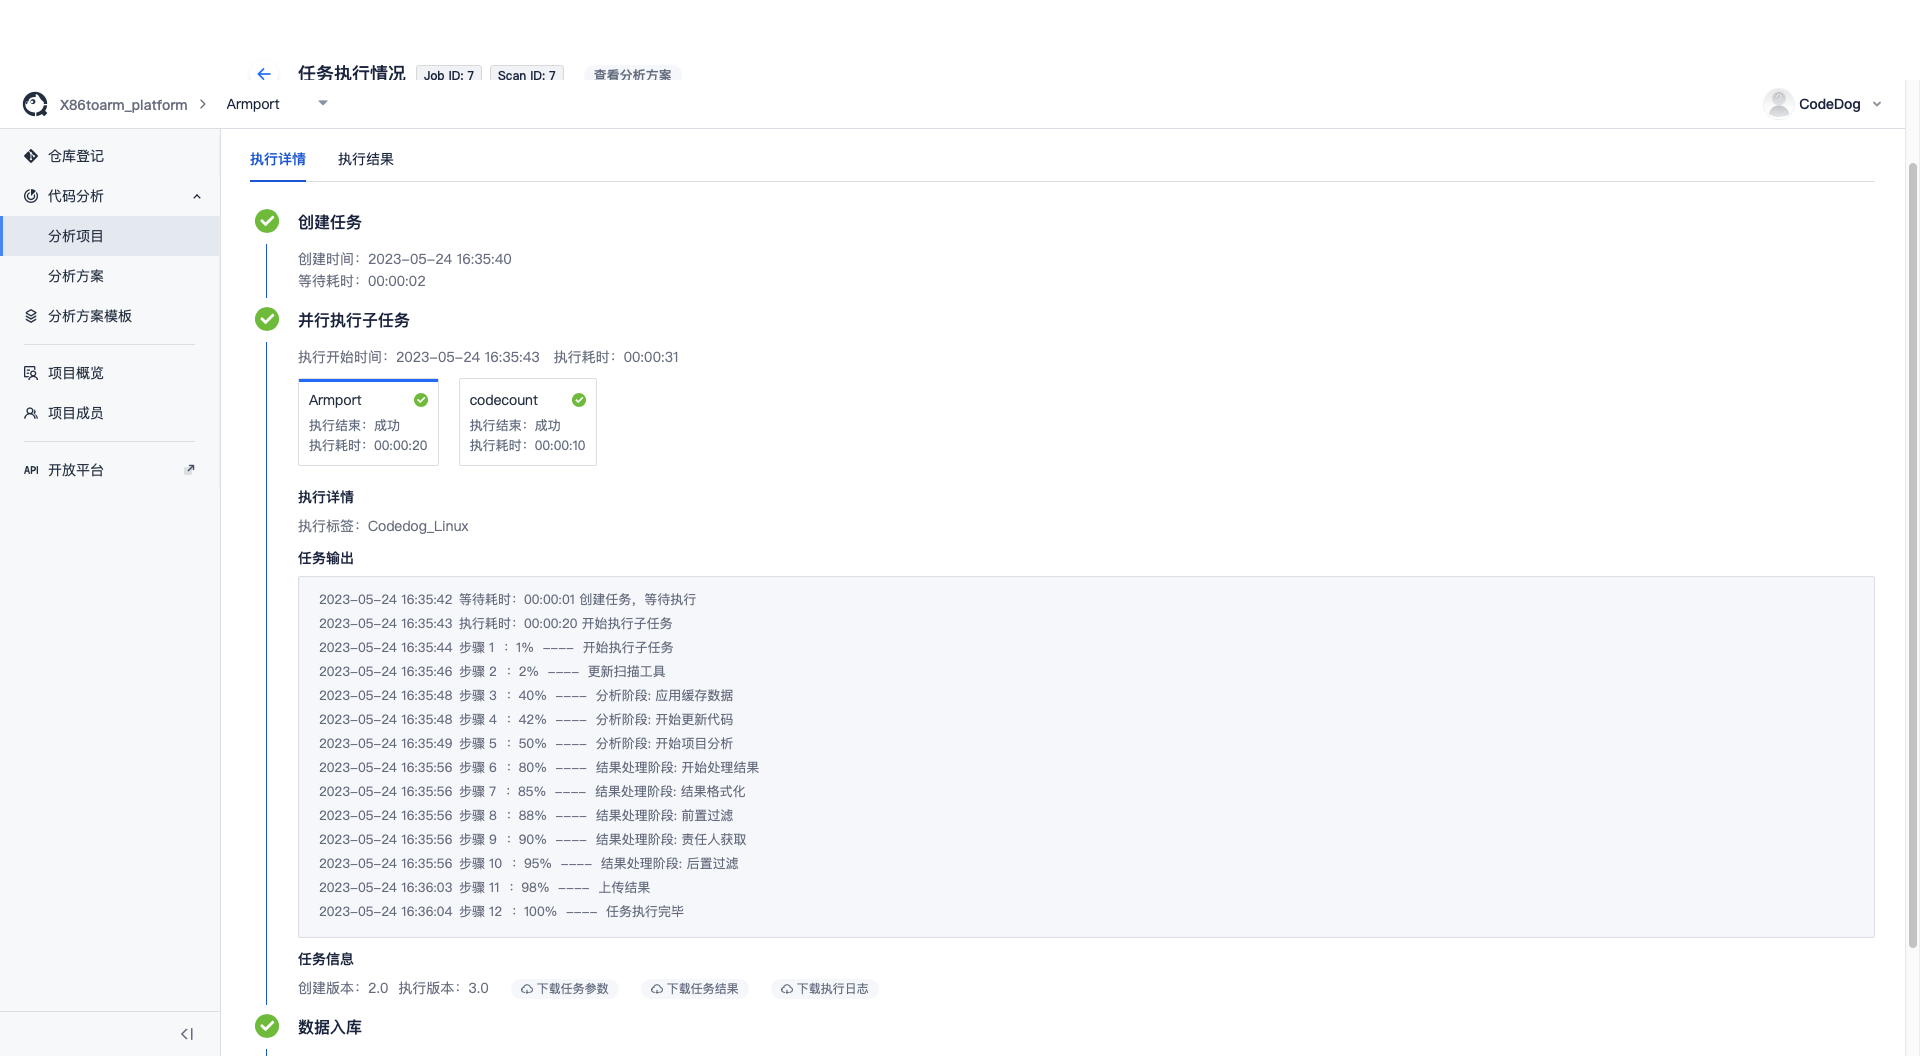 任务执行情况 Job ID: 7 Scan ID: 7 查看分析方案
X86toarm_platform > Armport
CodeDog
仓库登记
代码分析
分析项目
分析方案
分析方案模板
项目概览
项目成员
API 开放平台
执行详情 执行结果
创建任务
创建时间：2023-05-24 16:35:40
等待耗时：00:00:02
并行执行子任务
执行开始时间：2023-05-24 16:35:43 执行耗时：00:00:31
Armport
执行结束：成功
执行耗时：00:00:20
codecount
执行结束：成功
执行耗时：00:00:10
执行详情
执行标签：Codedog_Linux
任务输出
2023-05-24 16:35:42 等待耗时：00:00:01 创建任务，等待执行
2023-05-24 16:35:43 执行耗时：00:00:20 开始执行子任务
2023-05-24 16:35:44 步骤 1 : 1% ---- 开始执行子任务
2023-05-24 16:35:46 步骤 2 : 2% ---- 更新扫描工具
2023-05-24 16:35:48 步骤 3 : 40% ---- 分析阶段: 应用缓存数据
2023-05-24 16:35:48 步骤 4 : 42% ---- 分析阶段: 开始更新代码
2023-05-24 16:35:49 步骤 5 : 50% ---- 分析阶段: 开始项目分析
2023-05-24 16:35:56 步骤 6 : 80% ---- 结果处理阶段: 开始处理结果
2023-05-24 16:35:56 步骤 7 : 85% ---- 结果处理阶段: 结果格式化
2023-05-24 16:35:56 步骤 8 : 88% ---- 结果处理阶段: 前置过滤
2023-05-24 16:35:56 步骤 9 : 90% ---- 结果处理阶段: 责任人获取
2023-05-24 16:35:56 步骤 10 : 95% ---- 结果处理阶段: 后置过滤
2023-05-24 16:36:03 步骤 11 : 98% ---- 上传结果
2023-05-24 16:36:04 步骤 12 : 100% ---- 任务执行完毕
任务信息
创建版本：2.0 执行版本：3.0 下载任务参数 下载任务结果 下载执行日志
数据入库